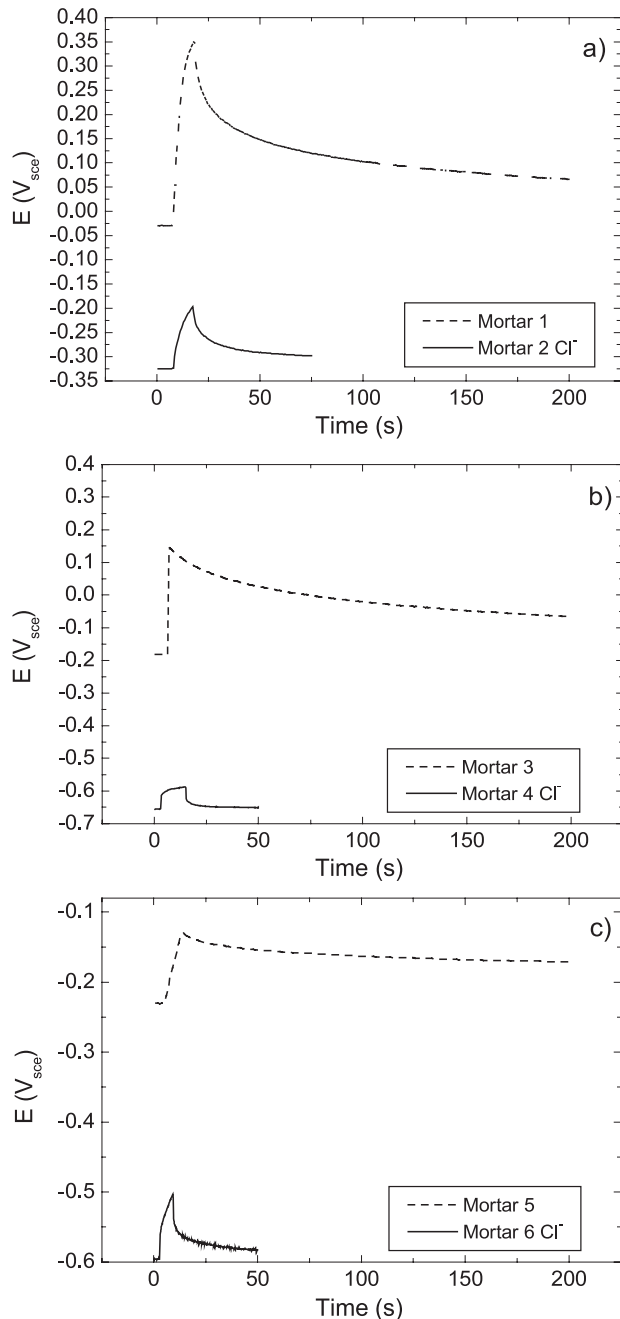 a)
0.40
0.35
0.30
0.25
0.20
0.15
0.10
0.05
0.00
-0.05
-0.20
-0.25
-0.30
-0.35
E (Vsce)
Mortar 1
Mortar 2 Cl⁻
0 50 100 150 200
Time (s)
b)
0.4
0.3
0.2
0.1
0.0
-0.1
-0.2
-0.3
-0.4
-0.5
-0.6
-0.7
E (Vsce)
Mortar 3
Mortar 4 Cl⁻
0 50 100 150 200
Time (s)
c)
-0.1
-0.2
-0.3
-0.4
-0.5
-0.6
E (Vsce)
Mortar 5
Mortar 6 Cl⁻
0 50 100 150 200
Time (s)